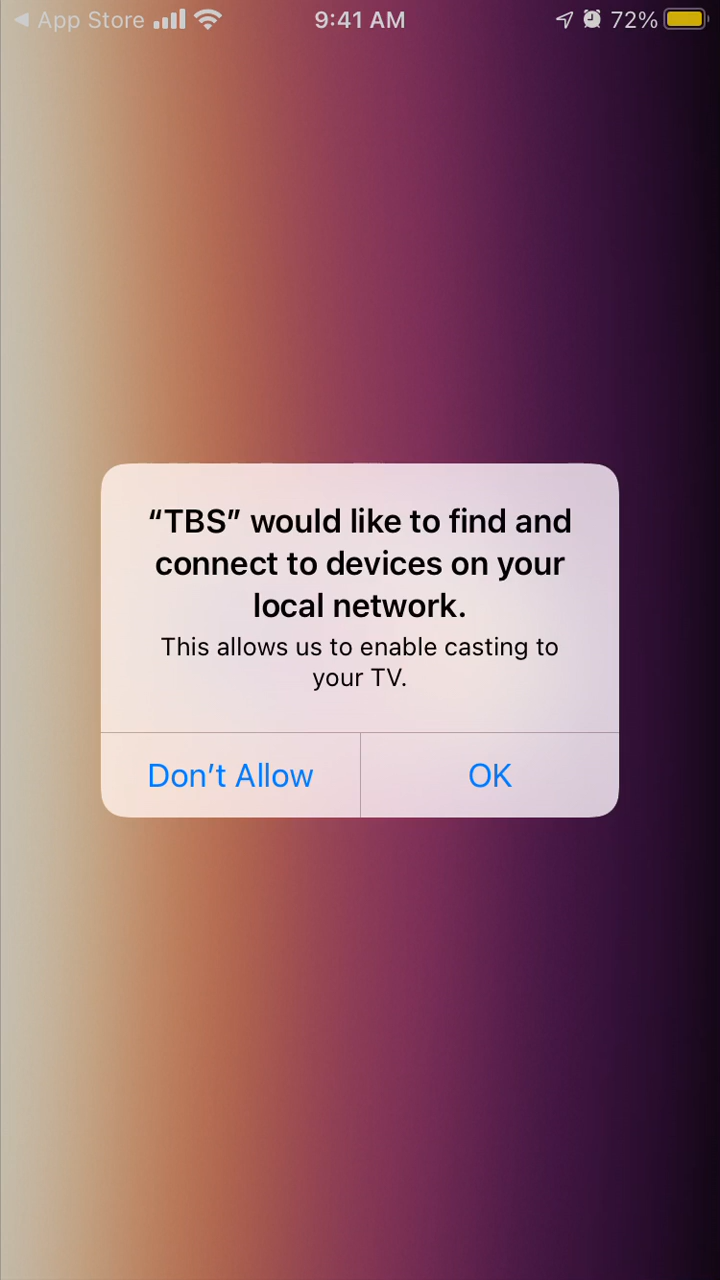 ◀ App Store 9:41 AM 72%
“TBS” would like to find and
connect to devices on your
local network.
This allows us to enable casting to
your TV.
Don’t Allow OK